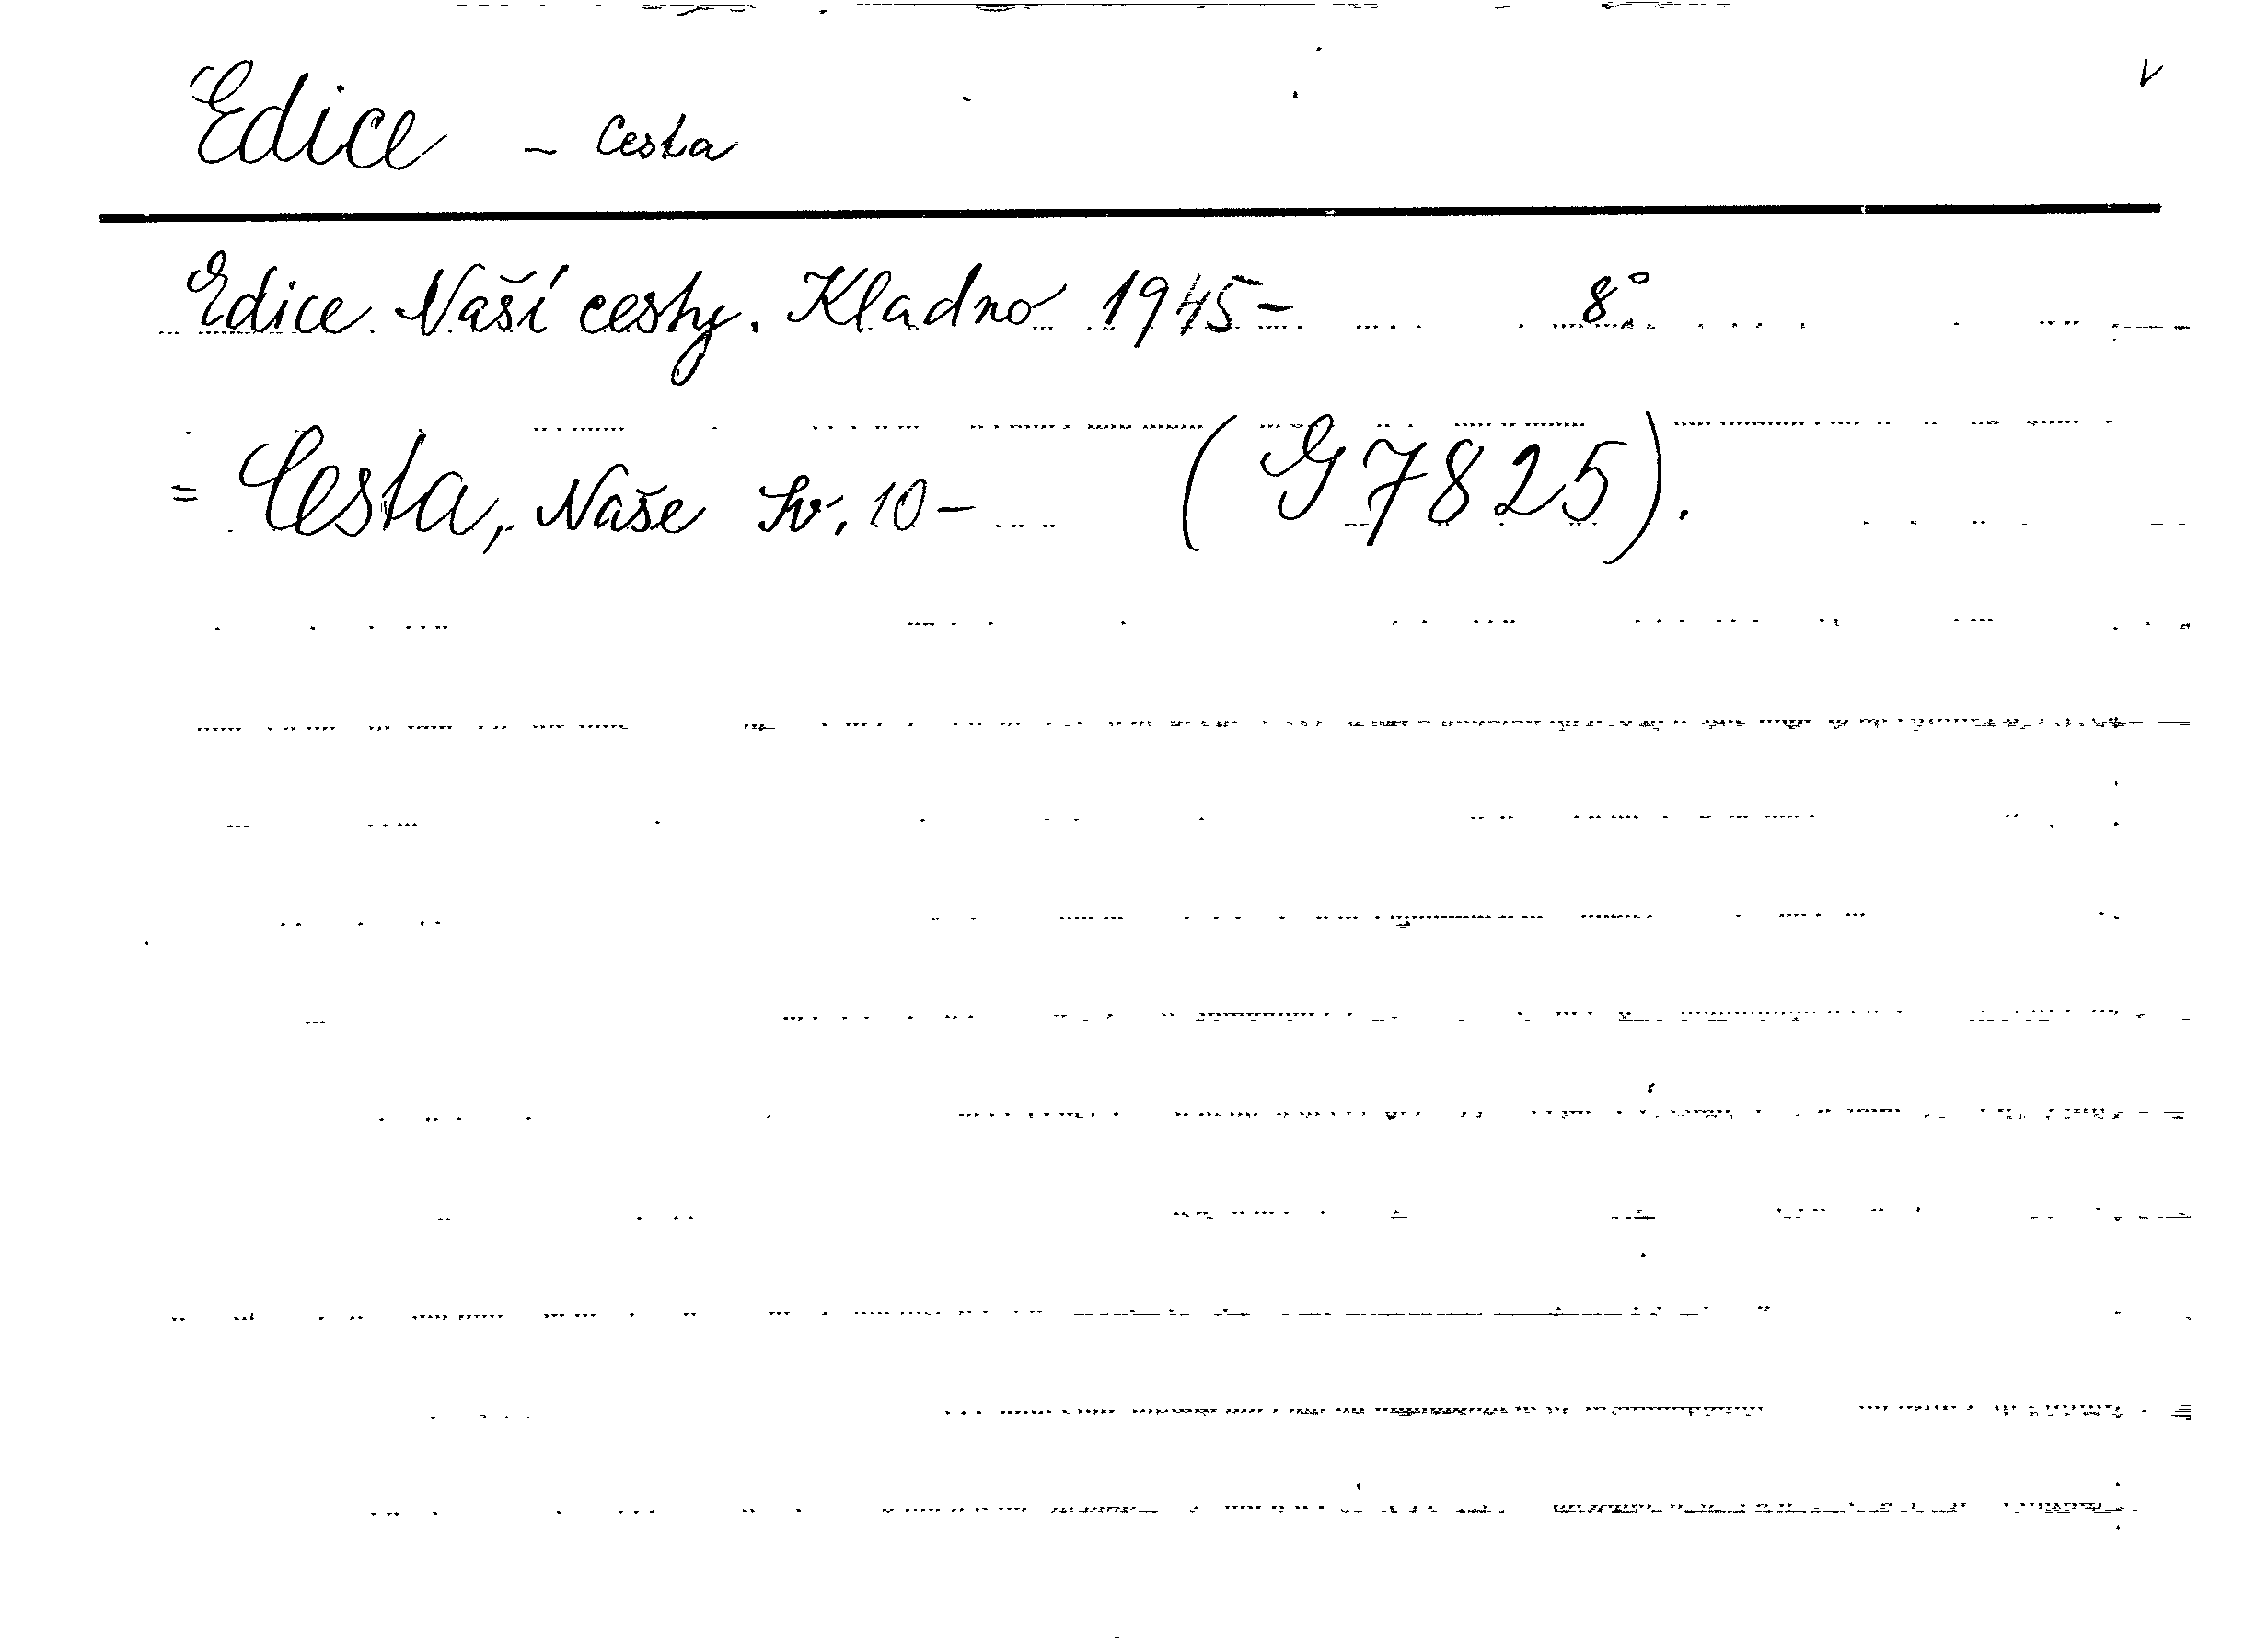 Edice – Cesta
v
Edice Naší cesty. Kladno 1945– 8°
= Cesta, Naše Sv. 10– (G 7825).